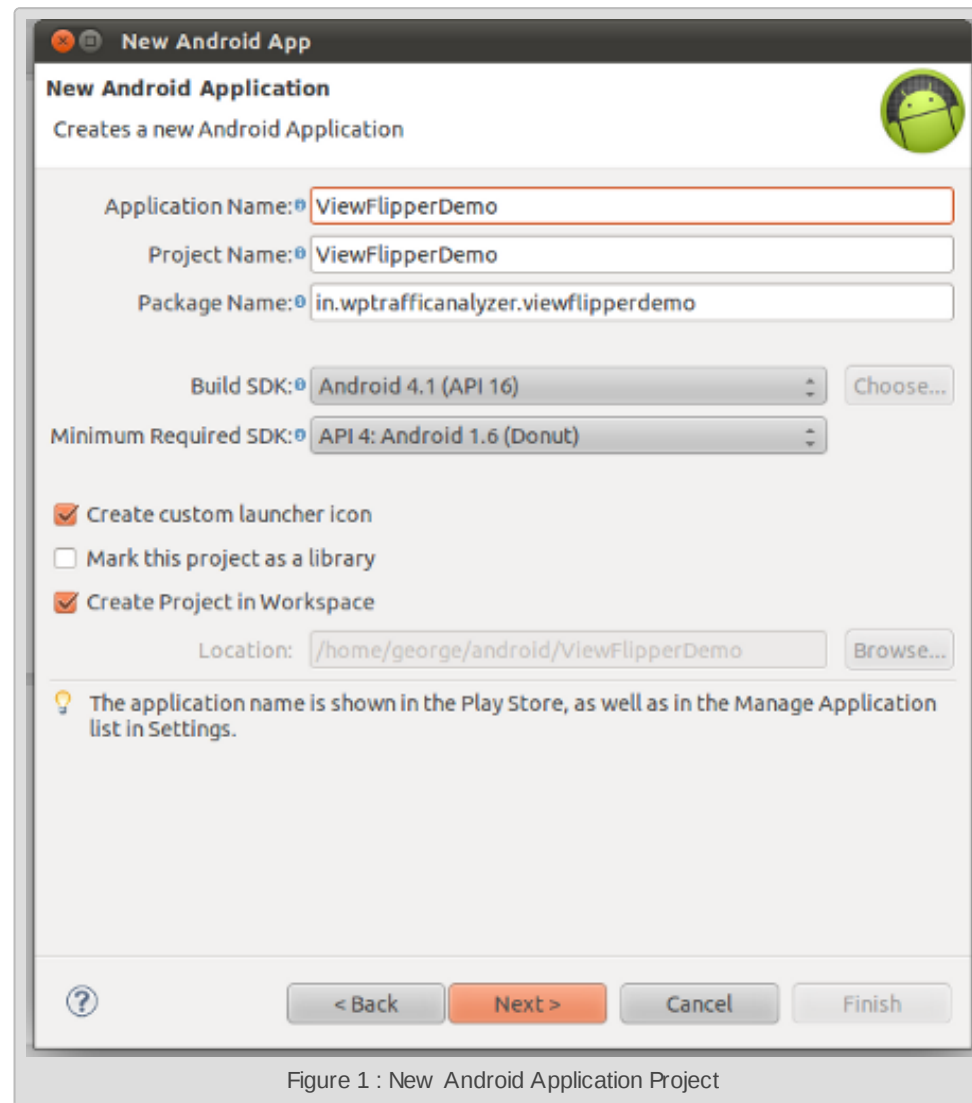 New Android App
New Android Application
Creates a new Android Application
Application Name: ViewFlipperDemo
Project Name: ViewFlipperDemo
Package Name: in.wptrafficanalyzer.viewflipperdemo
Build SDK: Android 4.1 (API 16) Choose...
Minimum Required SDK: API 4: Android 1.6 (Donut)
Create custom launcher icon
Mark this project as a library
Create Project in Workspace
Location: /home/george/android/ViewFlipperDemo Browse...
The application name is shown in the Play Store, as well as in the Manage Application
list in Settings.
? < Back Next > Cancel Finish
Figure 1 : New Android Application Project